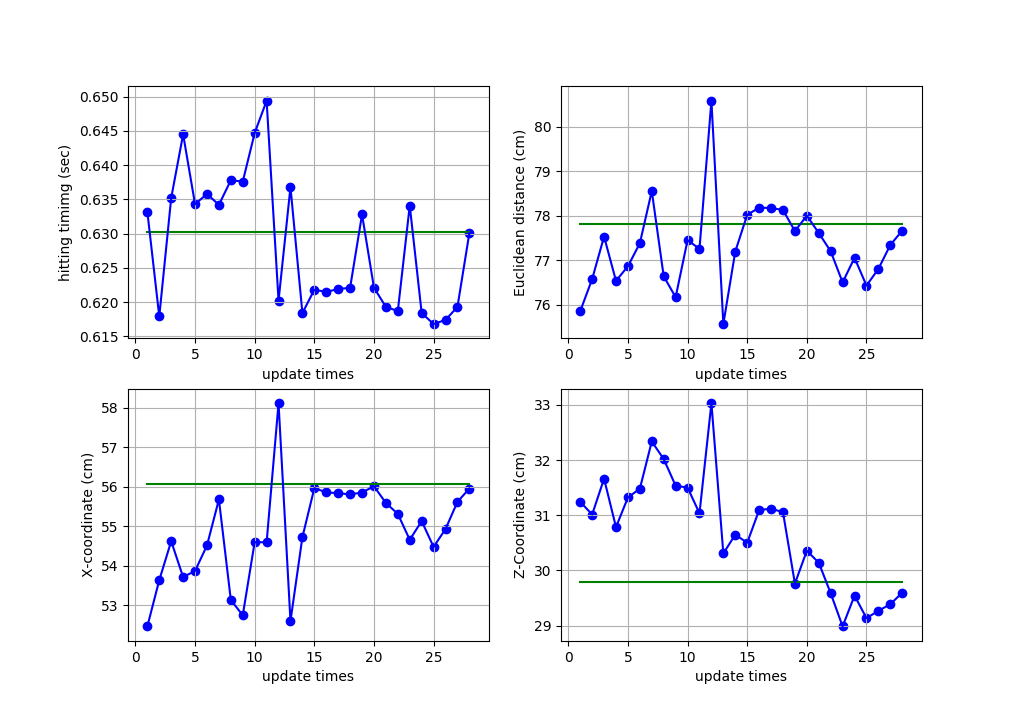 hitting timimg (sec)
0.650
0.645
0.640
0.635
0.630
0.625
0.620
0.615
0 5 10 15 20 25
update times
Euclidean distance (cm)
80
79
78
77
76
0 5 10 15 20 25
update times
X-coordinate (cm)
58
57
56
55
54
53
0 5 10 15 20 25
update times
Z-Coordinate (cm)
33
32
31
30
29
0 5 10 15 20 25
update times